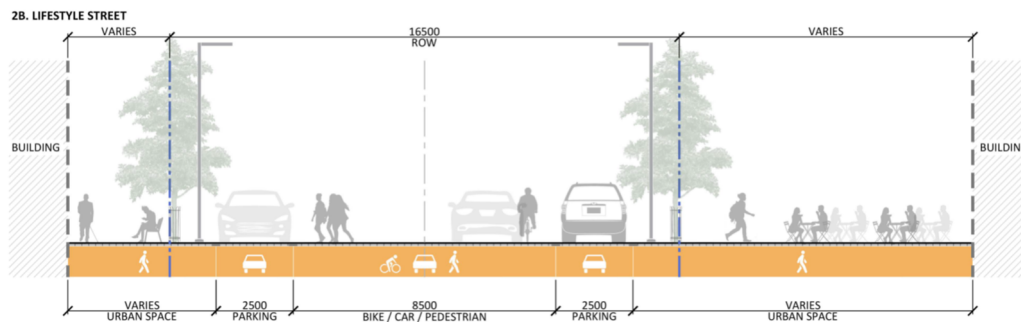 2B. LIFESTYLE STREET
VARIES
16500
ROW
VARIES
BUILDING
BUILDIN
VARIES
URBAN SPACE
2500
PARKING
8500
BIKE / CAR / PEDESTRIAN
2500
PARKING
VARIES
URBAN SPACE